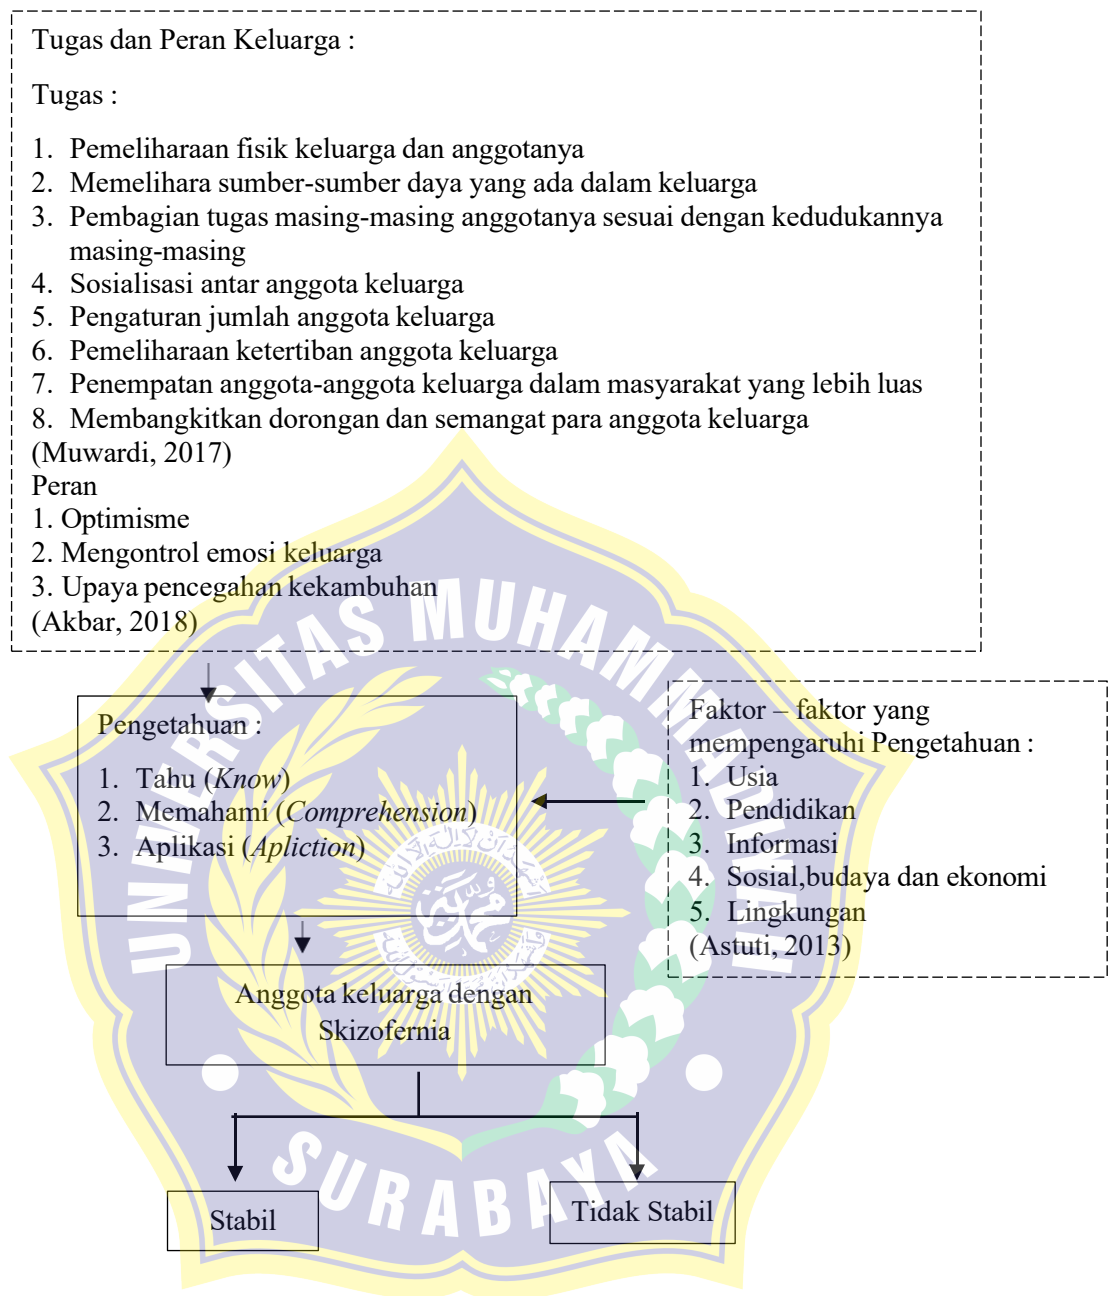 Tugas dan Peran Keluarga :
Tugas :
1. Pemeliharaan fisik keluarga dan anggotanya
2. Memelihara sumber-sumber daya yang ada dalam keluarga
3. Pembagian tugas masing-masing anggotanya sesuai dengan kedudukannya
masing-masing
4. Sosialisasi antar anggota keluarga
5. Pengaturan jumlah anggota keluarga
6. Pemeliharaan ketertiban anggota keluarga
7. Penempatan anggota-anggota keluarga dalam masyarakat yang lebih luas
8. Membangkitkan dorongan dan semangat para anggota keluarga
(Muwardi, 2017)
Peran
1. Optimisme
2. Mengontrol emosi keluarga
3. Upaya pencegahan kekambuhan
(Akbar, 2018)
Pengetahuan :
1. Tahu (Know)
2. Memahami (Comprehension)
3. Aplikasi (Apliction)
Faktor – faktor yang
mempengaruhi Pengetahuan :
1. Usia
2. Pendidikan
3. Informasi
4. Sosial,budaya dan ekonomi
5. Lingkungan
(Astuti, 2013)
Anggota keluarga dengan
Skizofernia
Stabil
Tidak Stabil
UNIVERSITAS MUHAMMADIYAH
SURABAYA